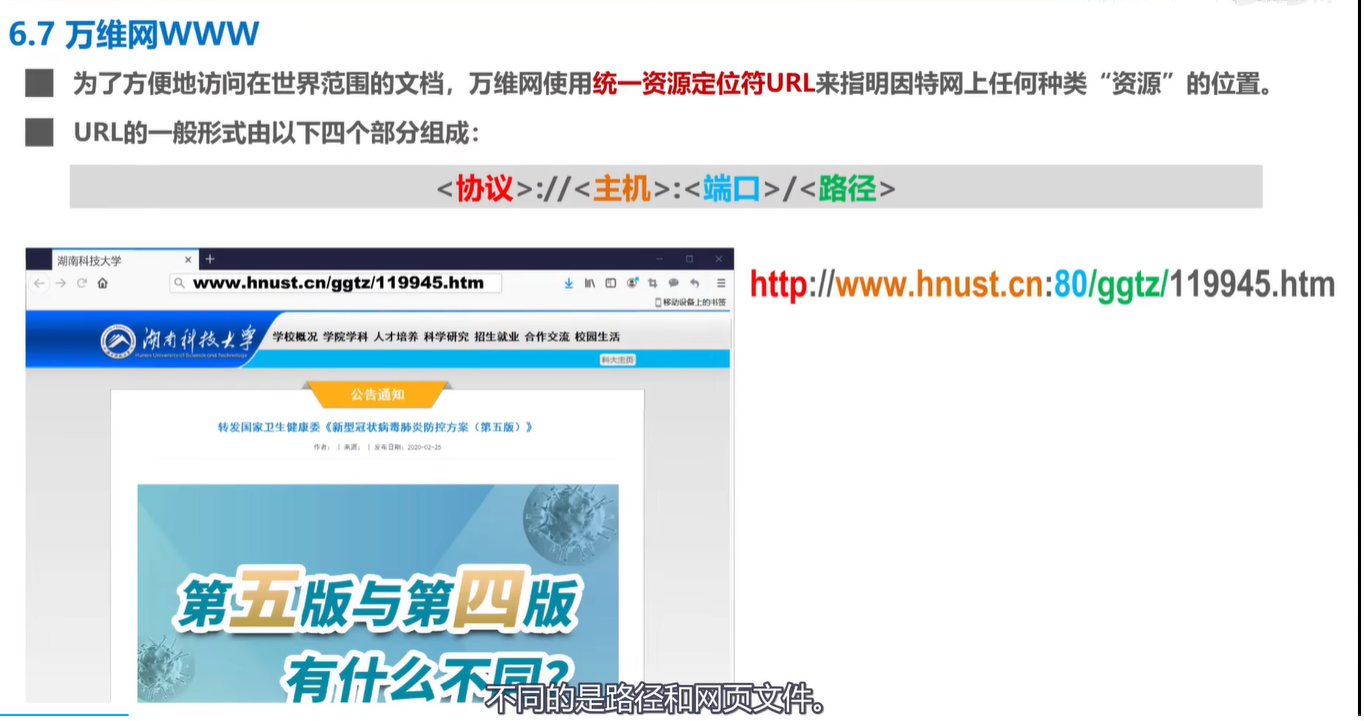 6.7 万维网WWW
为了方便地访问在世界范围的文档，万维网使用统一资源定位符URL来指明因特网上任何种类“资源”的位置。
URL的一般形式由以下四个部分组成：
<协议>://<主机>:<端口>/<路径>
湖南科技大学
www.hnust.cn/ggtz/119945.htm
http://www.hnust.cn:80/ggtz/119945.htm
移动设备上的书签
湖南科技大学
Hunan University of Science and Technology
学校概况 学院学科 人才培养 科学研究 招生就业 合作交流 校园生活
公告通知
转发国家卫生健康委《新型冠状病毒肺炎防控方案（第五版）》
作者： | 来源： | 发布日期：2020-02-25
第五版与第四版
有什么不同?
不同的是路径和网页文件。